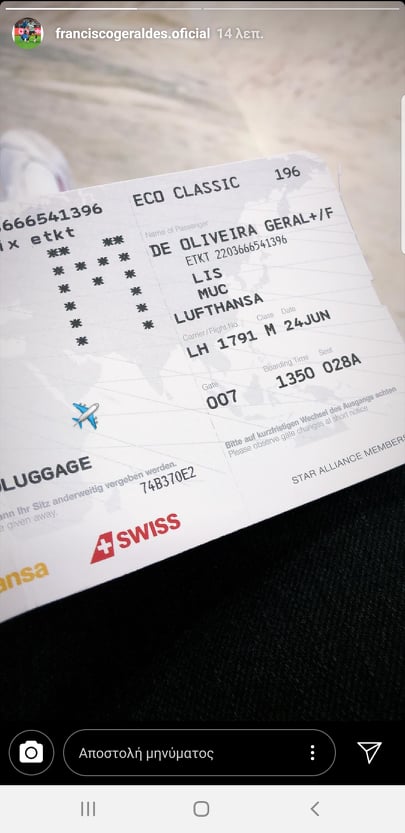 franciscogeraldes.oficial 14 λεπ.
666541396
ix etkt
ECO CLASSIC
196
Name of Passenger
DE OLIVEIRA GERAL+/F
ETKT 2203666541396
LIS
MUC
LUFTHANSA
Carrier/Flight No. Class Date
LH 1791 M 24JUN
Gate Boarding Time Seat
007 1350 028A
Bitte auf kurzfristigen Wechsel des Ausgangs achten
Please observe gate changes at short notice
STAR ALLIANCE MEMBER
LUGGAGE
ann Ihr Sitz anderweitig vergeben werden.
e given away.
74B370E2
ansa
SWISS
Αποστολή μηνύματος